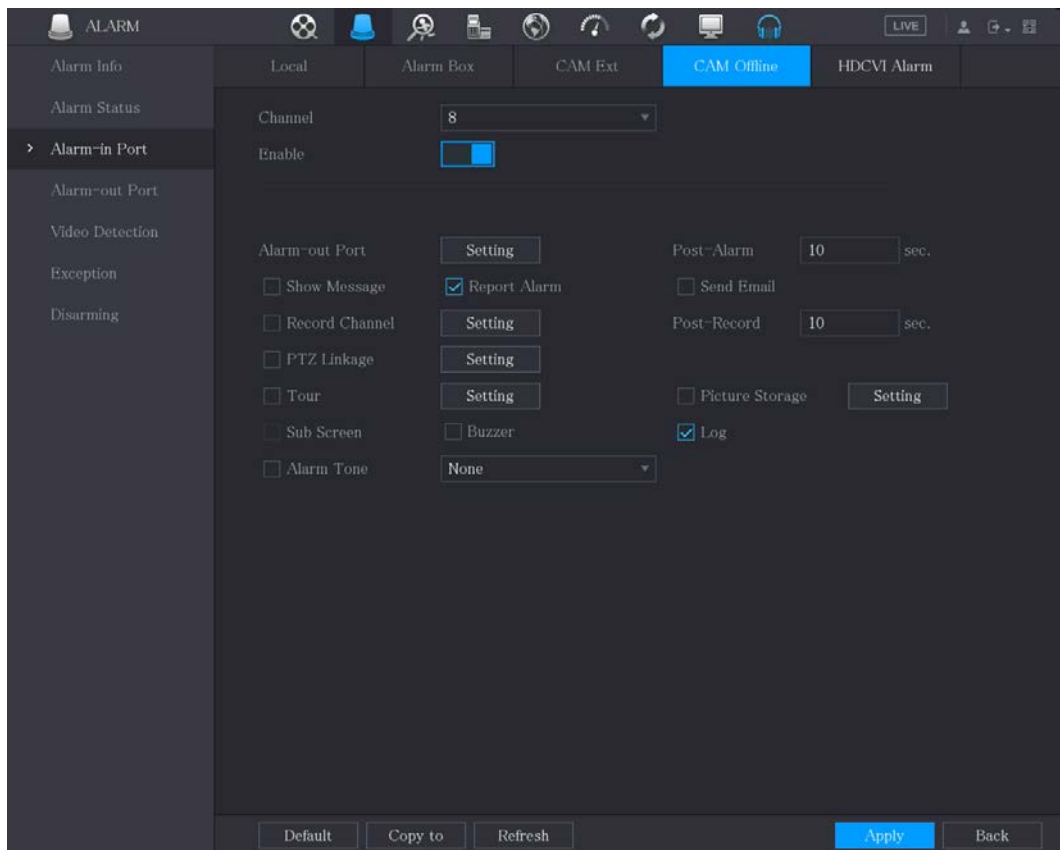 ALARM LIVE
Alarm Info Local Alarm Box CAM Ext CAM Offline HDCVI Alarm
Alarm Status Channel 8
> Alarm-in Port Enable
Alarm-out Port
Video Detection
Exception
Disarming
Alarm-out Port Setting Post-Alarm 10 sec.
Show Message Report Alarm Send Email
Record Channel Setting Post-Record 10 sec.
PTZ Linkage Setting
Tour Setting Picture Storage Setting
Sub Screen Buzzer Log
Alarm Tone None
Default Copy to Refresh Apply Back